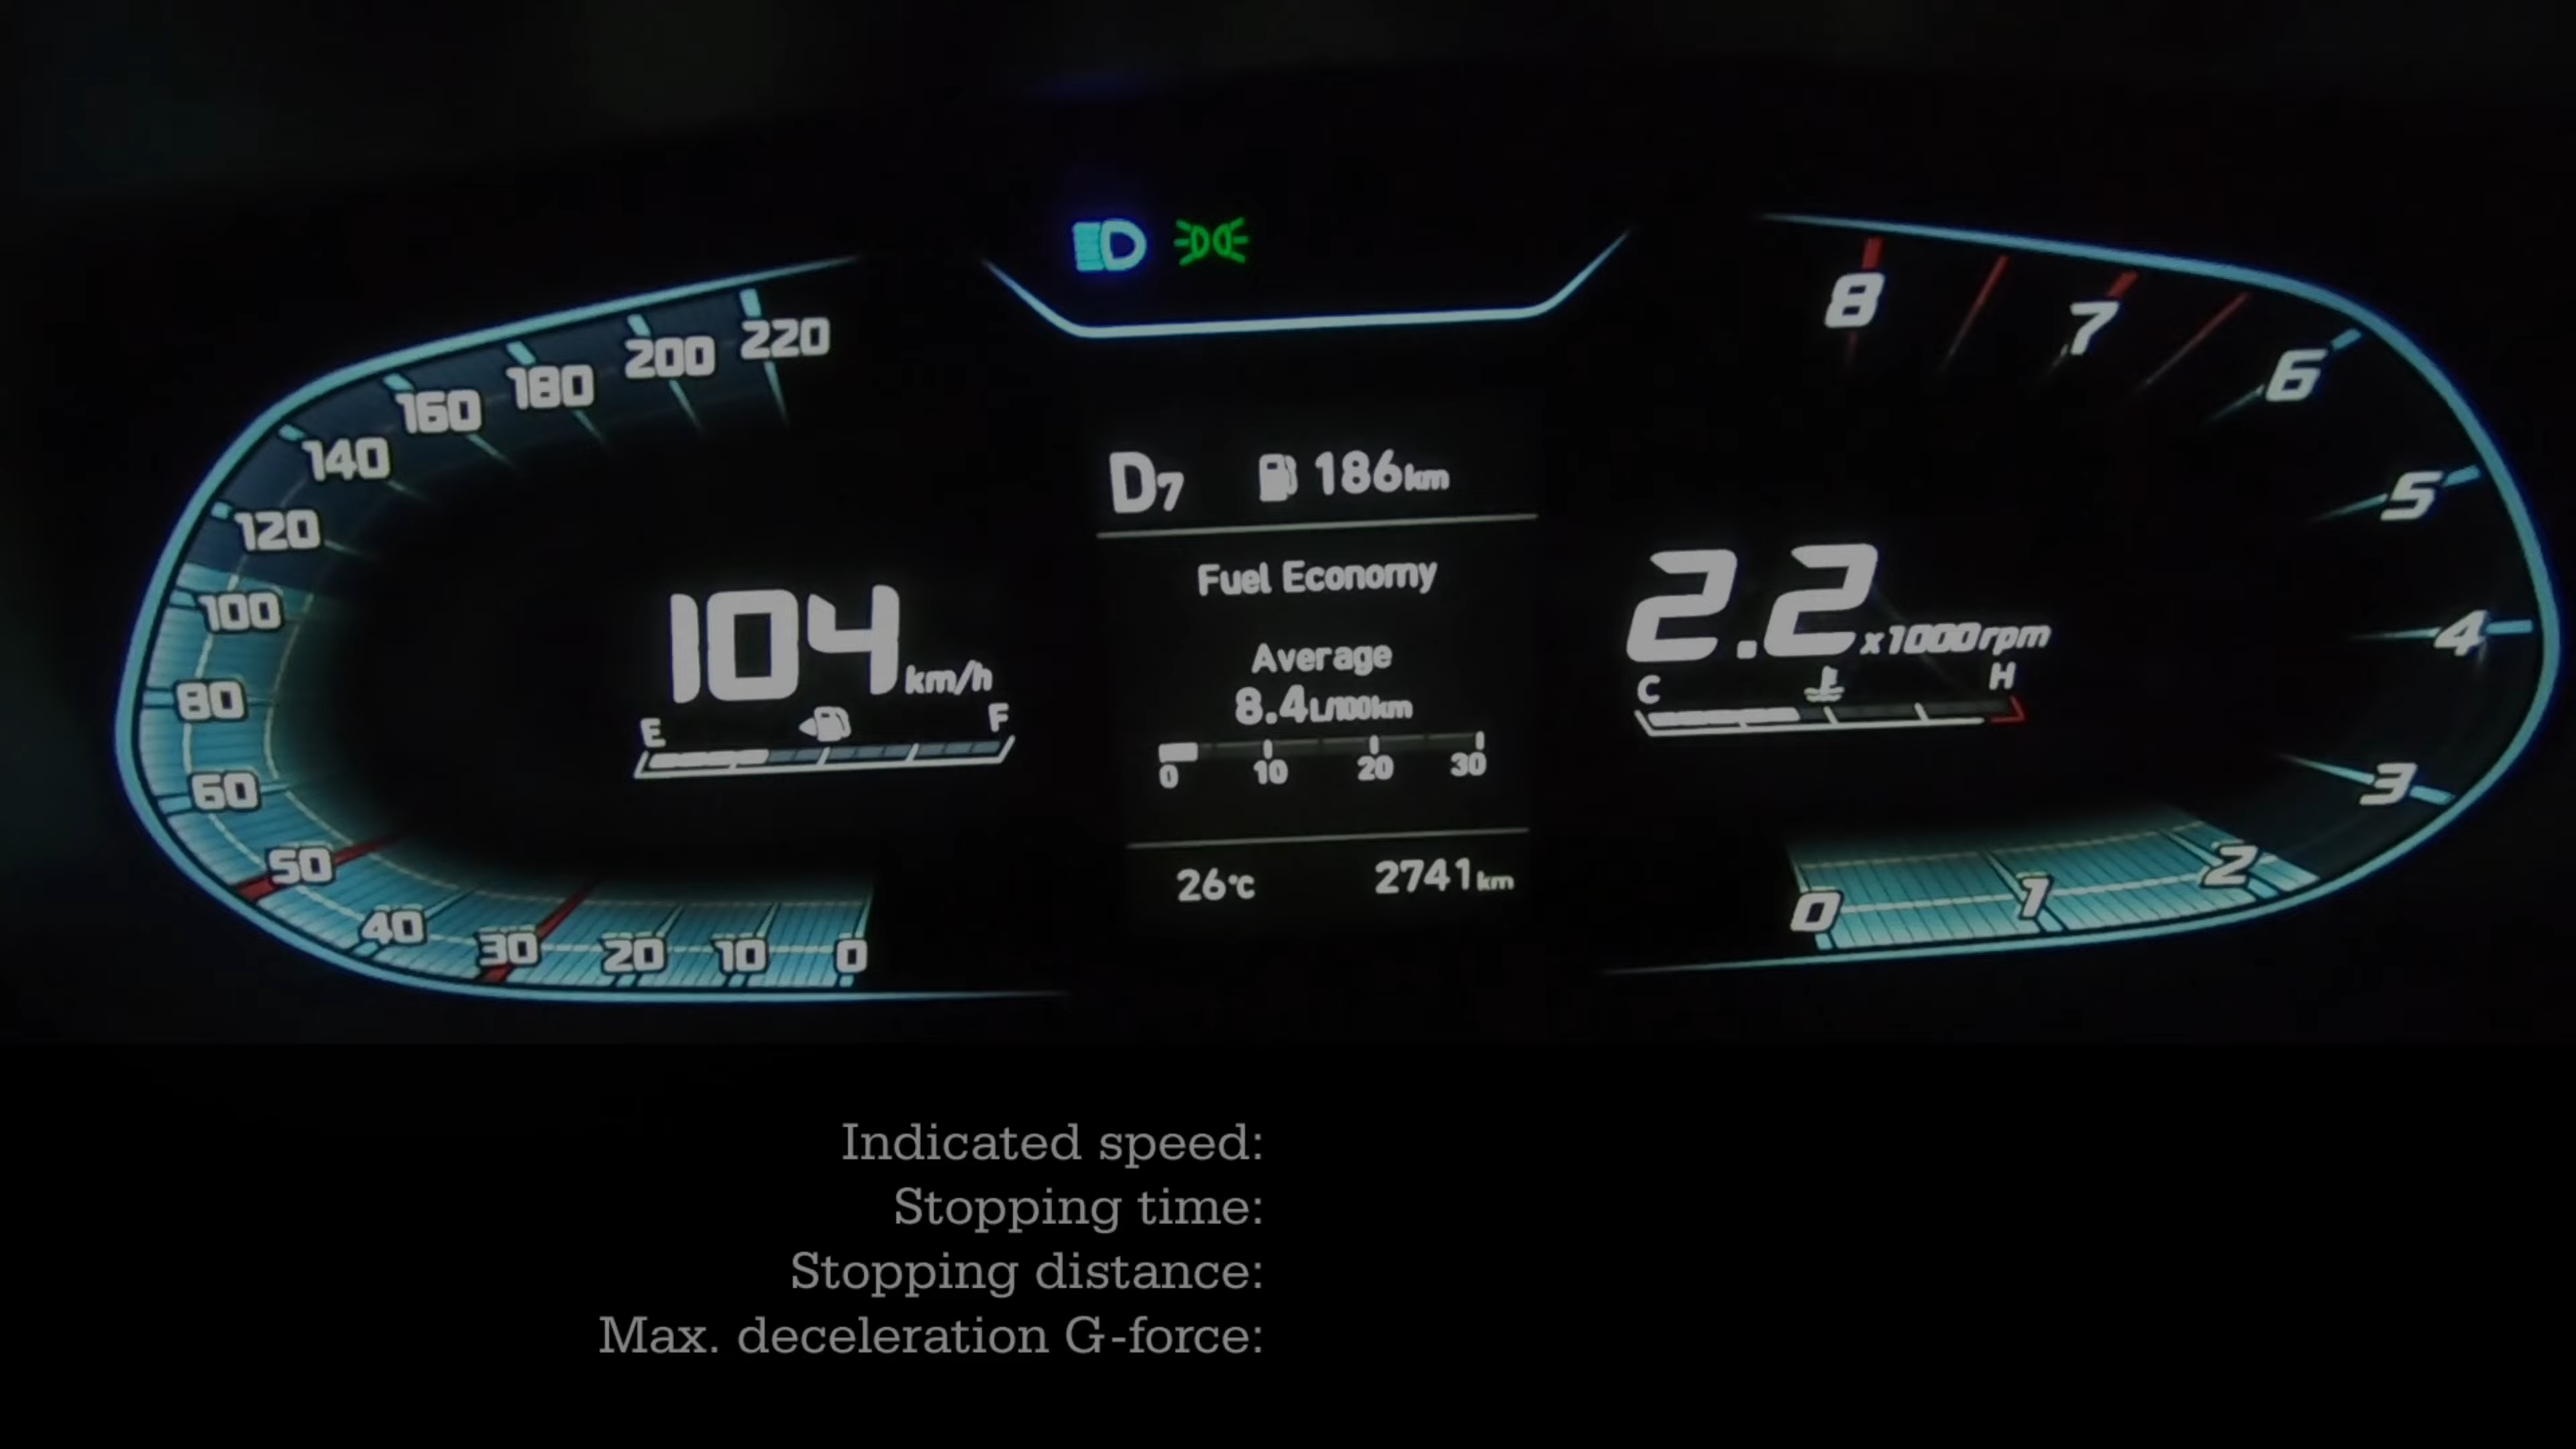 220
200
180
160
140
120
100
80
60
50
40
30
20
10
0
104 km/h
E F
D7 186km
Fuel Economy
Average
8.4L/100km
0 10 20 30
26°C 2741km
2.2 x1000rpm
C H
8
7
6
5
4
3
2
1
0
Indicated speed:
Stopping time:
Stopping distance:
Max. deceleration G-force: